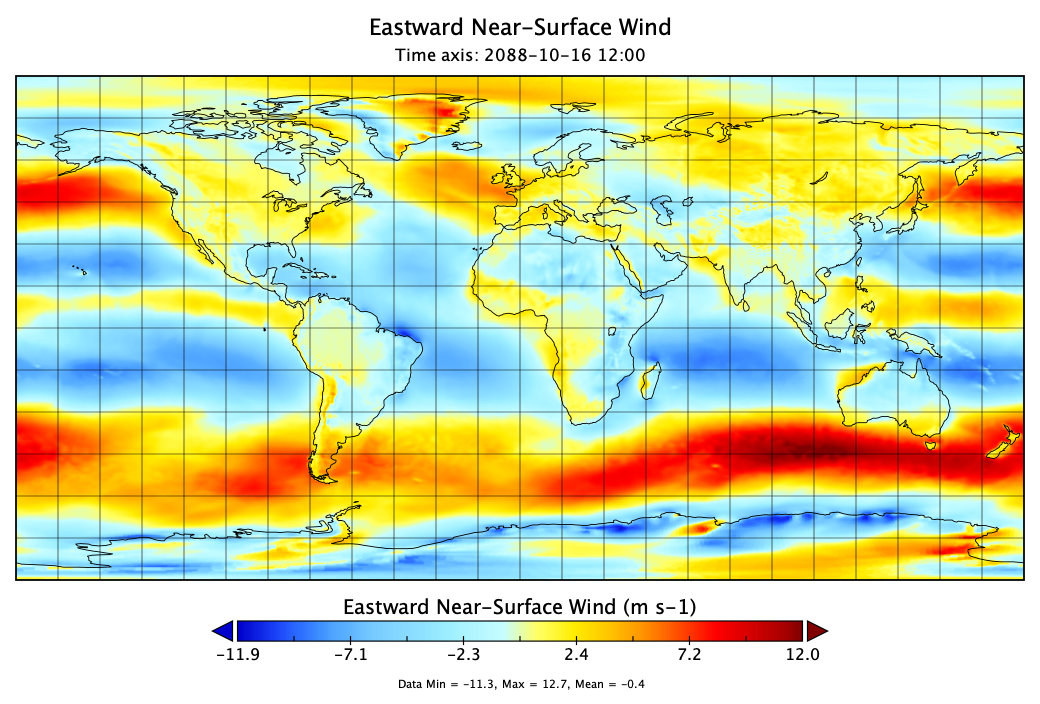 Eastward Near-Surface Wind
Time axis: 2088-10-16 12:00
Eastward Near-Surface Wind (m s-1)
-11.9 -7.1 -2.3 2.4 7.2 12.0
Data Min = -11.3, Max = 12.7, Mean = -0.4